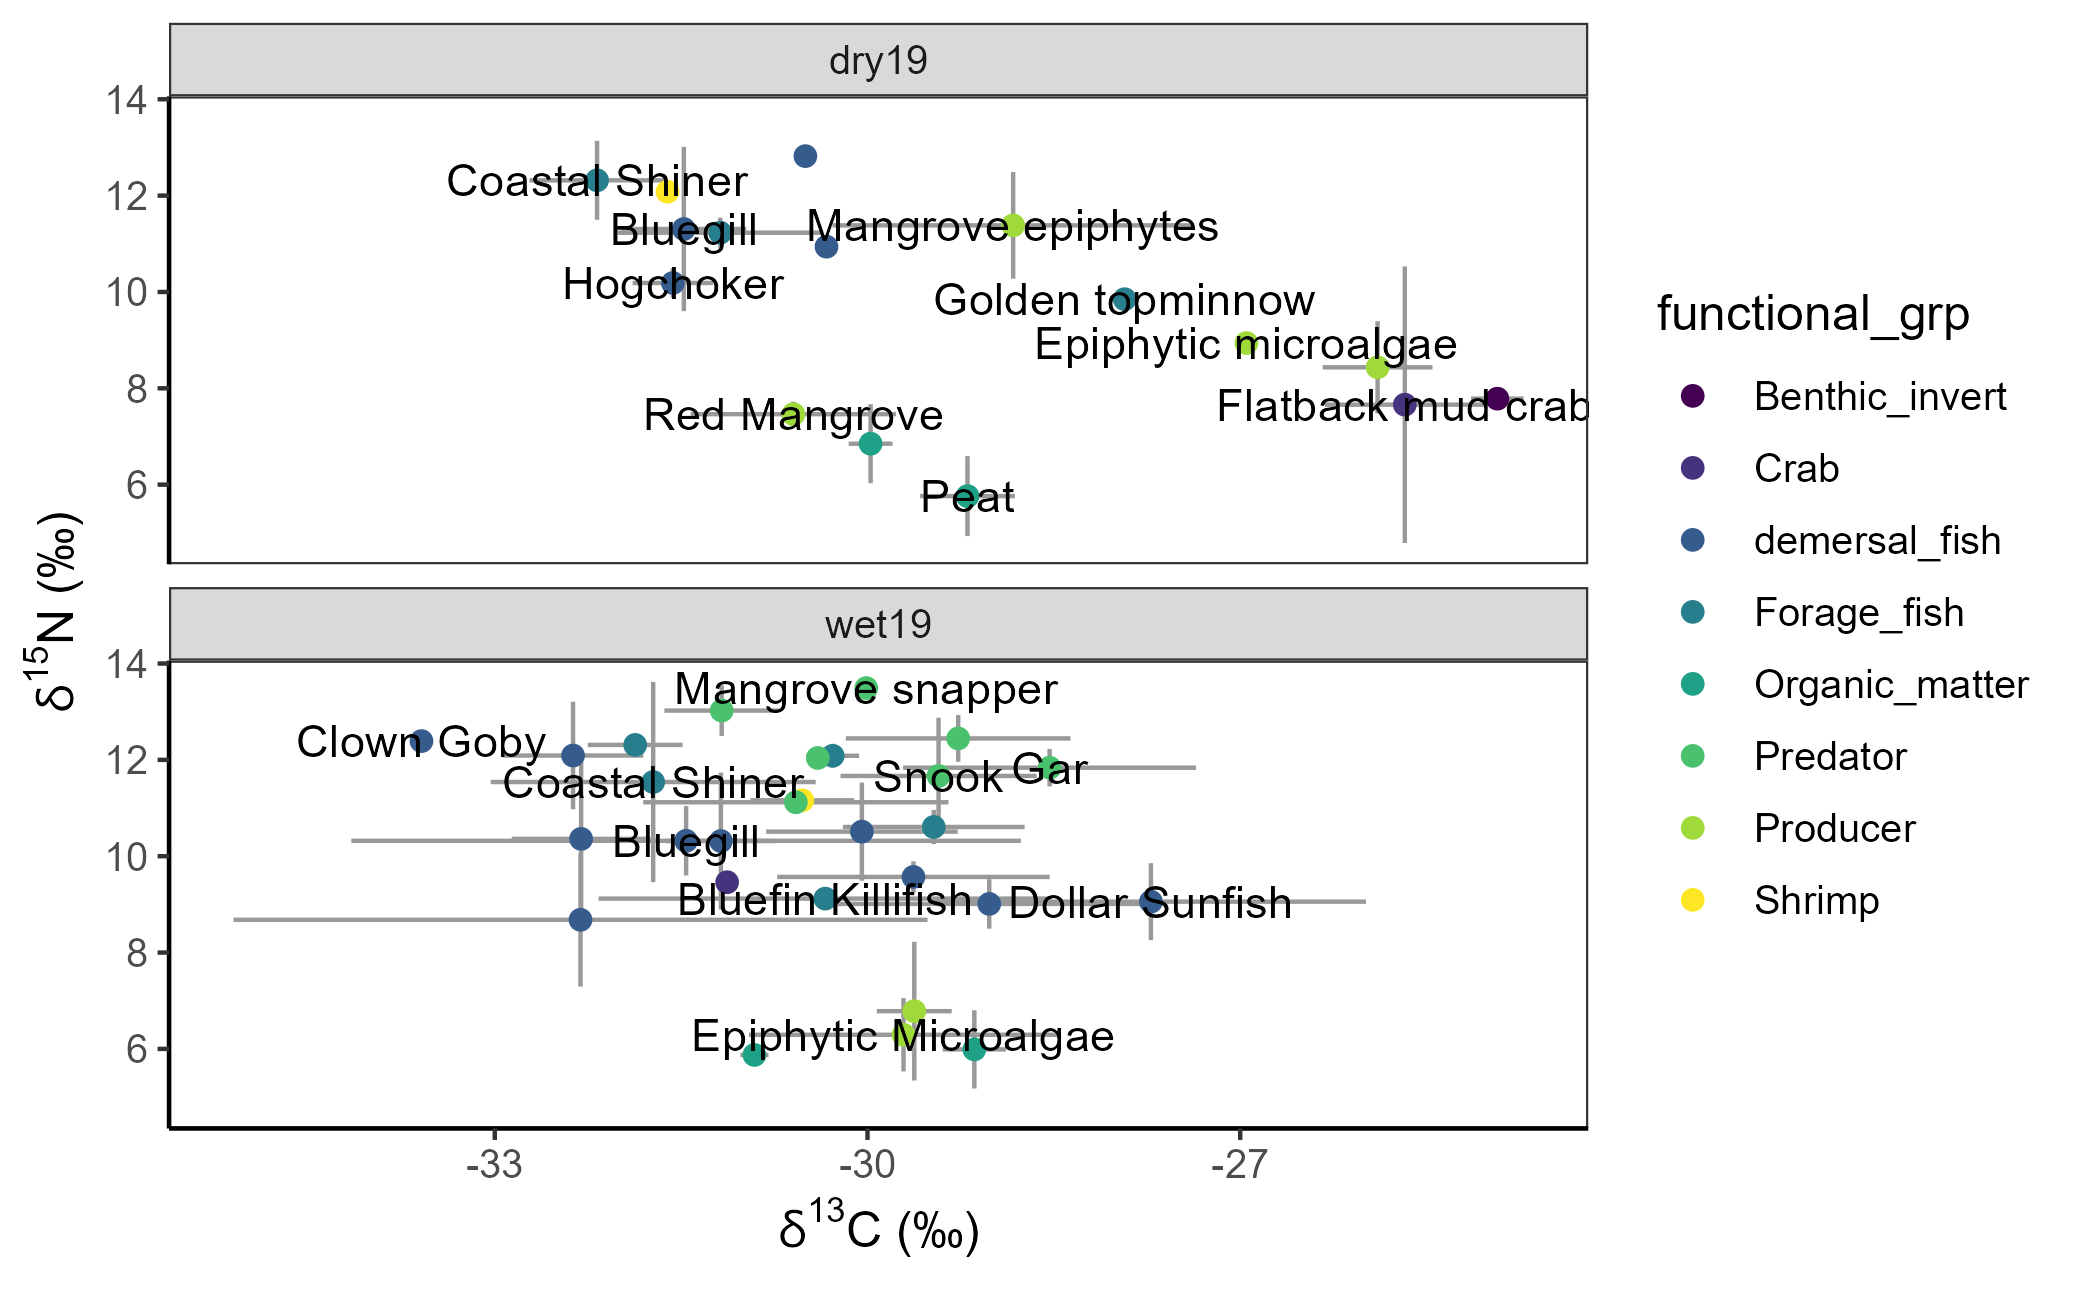 dry19
14
12
10
8
6
Coastal Shiner
Bluegill
Mangrove epiphytes
Hogchoker
Golden topminnow
Epiphytic microalgae
Flatback mud crab
Red Mangrove
Peat
wet19
14
12
10
8
6
Mangrove snapper
Clown Goby
Snook
Gar
Coastal Shiner
Bluegill
Bluefin Killifish
Dollar Sunfish
Epiphytic Microalgae
-33
-30
-27
δ13C (‰)
δ15N (‰)
functional_grp
Benthic_invert
Crab
demersal_fish
Forage_fish
Organic_matter
Predator
Producer
Shrimp